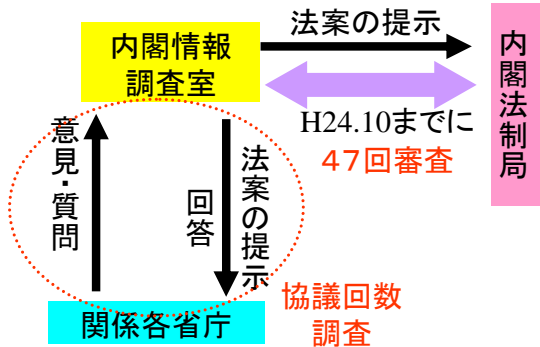 法案の提示
内閣情報
調査室
内閣法制局
H24.10までに
47回審査
意見・質問
回答
法案の提示
協議回数
調査
関係各省庁